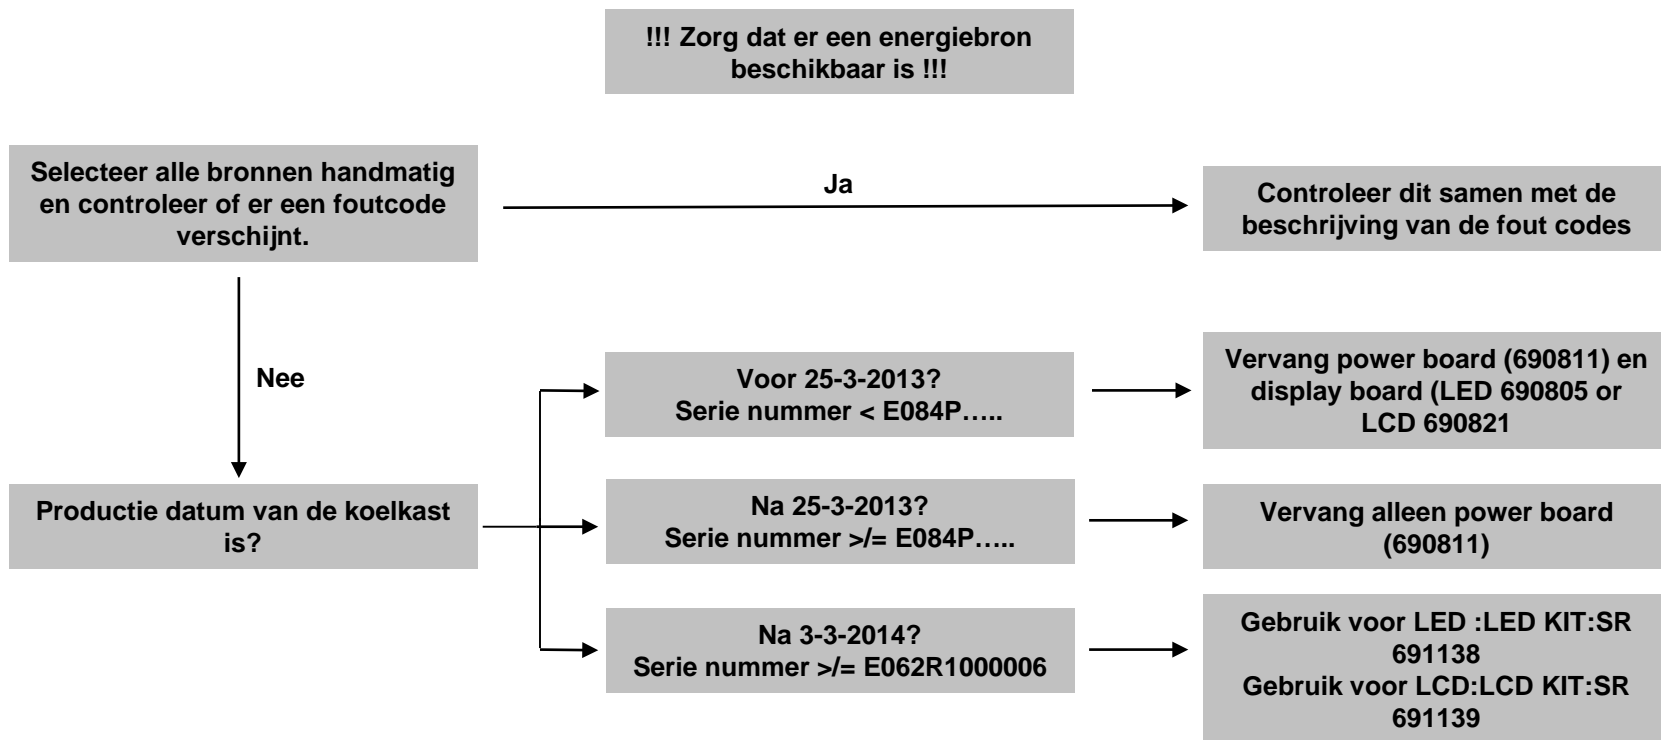 !!! Zorg dat er een energiebron
beschikbaar is !!!
Selecteer alle bronnen handmatig
en controleer of er een foutcode
verschijnt.
Ja
Controleer dit samen met de
beschrijving van de fout codes
Nee
Voor 25-3-2013?
Serie nummer < E084P…..
Vervang power board (690811) en
display board (LED 690805 or
LCD 690821
Productie datum van de koelkast
is?
Na 25-3-2013?
Serie nummer >/= E084P…..
Vervang alleen power board
(690811)
Na 3-3-2014?
Serie nummer >/= E062R1000006
Gebruik voor LED :LED KIT:SR
691138
Gebruik voor LCD:LCD KIT:SR
691139